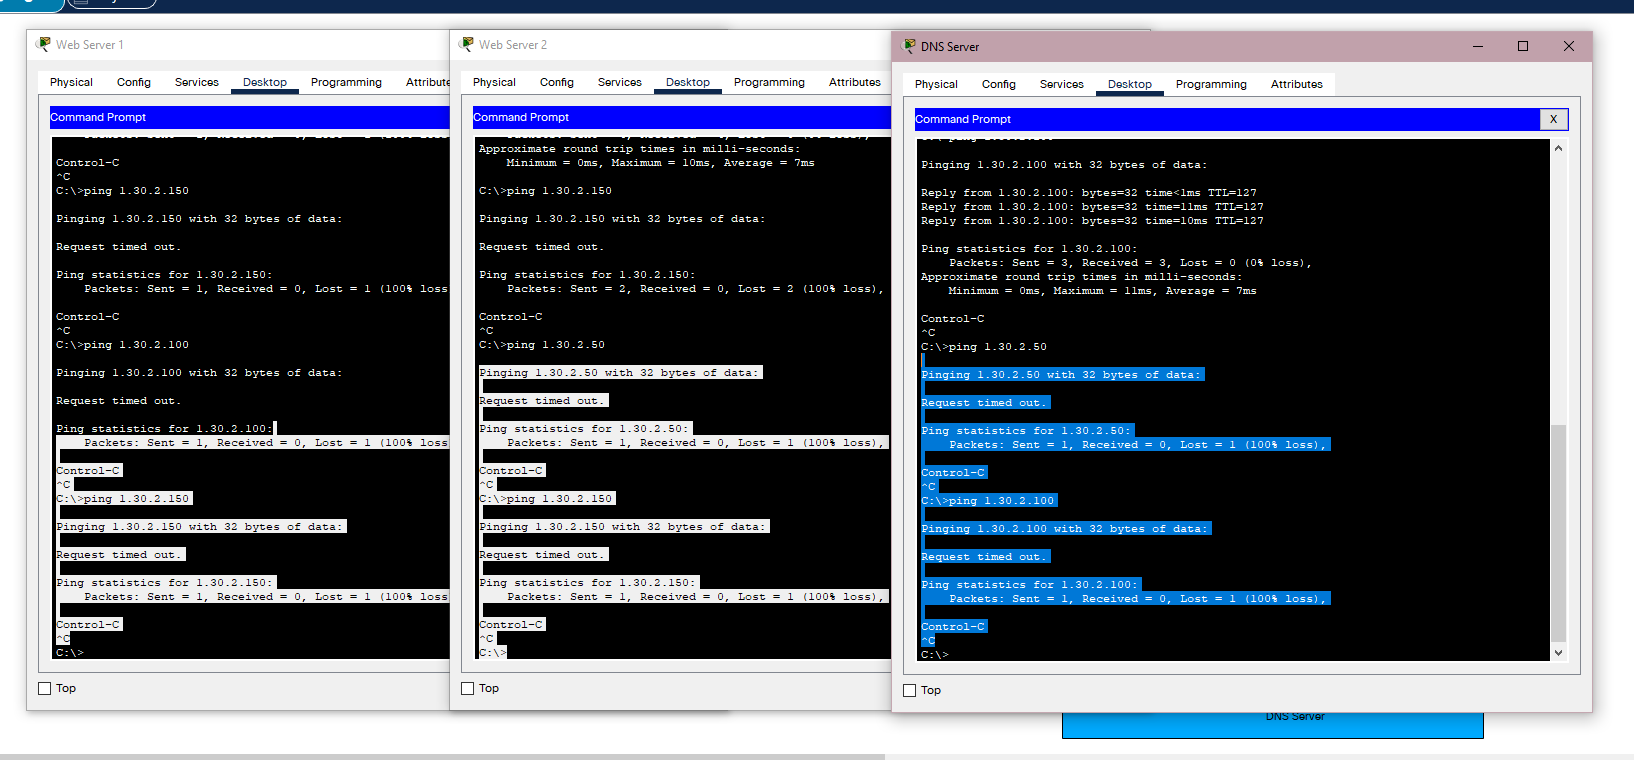 Web Server 1
Physical Config Services Desktop Programming Attribute
Command Prompt
Control-C
^C
C:\>ping 1.30.2.150
Pinging 1.30.2.150 with 32 bytes of data:
Request timed out.
Ping statistics for 1.30.2.150:
Packets: Sent = 1, Received = 0, Lost = 1 (100% loss
Control-C
^C
C:\>ping 1.30.2.100
Pinging 1.30.2.100 with 32 bytes of data:
Request timed out.
Ping statistics for 1.30.2.100:
Packets: Sent = 1, Received = 0, Lost = 1 (100% loss
Control-C
^C
C:\>ping 1.30.2.150
Pinging 1.30.2.150 with 32 bytes of data:
Request timed out.
Ping statistics for 1.30.2.150:
Packets: Sent = 1, Received = 0, Lost = 1 (100% loss
Control-C
^C
C:\>
Top
Web Server 2
Physical Config Services Desktop Programming Attributes
Command Prompt
Approximate round trip times in milli-seconds:
Minimum = 0ms, Maximum = 10ms, Average = 7ms
C:\>ping 1.30.2.150
Pinging 1.30.2.150 with 32 bytes of data:
Request timed out.
Ping statistics for 1.30.2.150:
Packets: Sent = 2, Received = 0, Lost = 2 (100% loss),
Control-C
^C
C:\>ping 1.30.2.50
Pinging 1.30.2.50 with 32 bytes of data:
Request timed out.
Ping statistics for 1.30.2.50:
Packets: Sent = 1, Received = 0, Lost = 1 (100% loss),
Control-C
^C
C:\>ping 1.30.2.150
Pinging 1.30.2.150 with 32 bytes of data:
Request timed out.
Ping statistics for 1.30.2.150:
Packets: Sent = 1, Received = 0, Lost = 1 (100% loss),
Control-C
^C
C:\>
Top
DNS Server
Physical Config Services Desktop Programming Attributes
Command Prompt X
Pinging 1.30.2.100 with 32 bytes of data:
Reply from 1.30.2.100: bytes=32 time<1ms TTL=127
Reply from 1.30.2.100: bytes=32 time=11ms TTL=127
Reply from 1.30.2.100: bytes=32 time=10ms TTL=127
Ping statistics for 1.30.2.100:
Packets: Sent = 3, Received = 3, Lost = 0 (0% loss),
Approximate round trip times in milli-seconds:
Minimum = 0ms, Maximum = 11ms, Average = 7ms
Control-C
^C
C:\>ping 1.30.2.50
Pinging 1.30.2.50 with 32 bytes of data:
Request timed out.
Ping statistics for 1.30.2.50:
Packets: Sent = 1, Received = 0, Lost = 1 (100% loss),
Control-C
^C
C:\>ping 1.30.2.100
Pinging 1.30.2.100 with 32 bytes of data:
Request timed out.
Ping statistics for 1.30.2.100:
Packets: Sent = 1, Received = 0, Lost = 1 (100% loss),
Control-C
^C
C:\>
Top
DNS Server